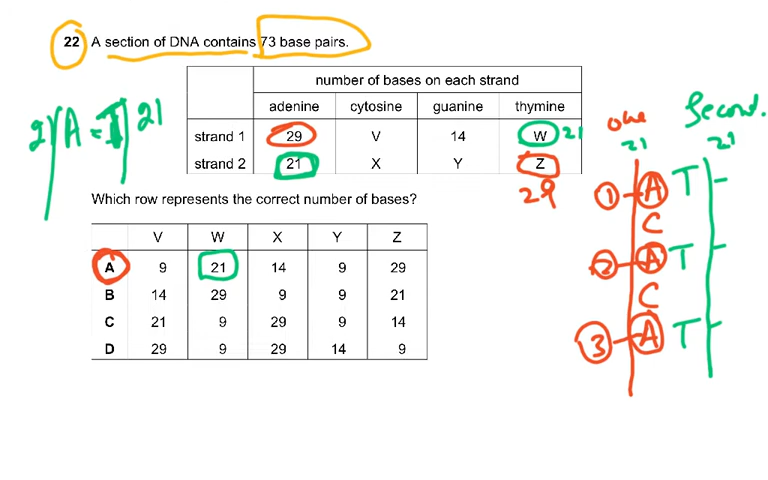 22 A section of DNA contains 73 base pairs.
number of bases on each strand
adenine cytosine guanine thymine
strand 1 29 V 14 W 21
strand 2 21 X Y Z
29
21 A = T 21
Which row represents the correct number of bases?
V W X Y Z
A 9 21 14 9 29
B 14 29 9 9 21
C 21 9 29 9 14
D 29 9 29 14 9
one Second.
21 21
1 A T
C
2 A T
C
3 A T